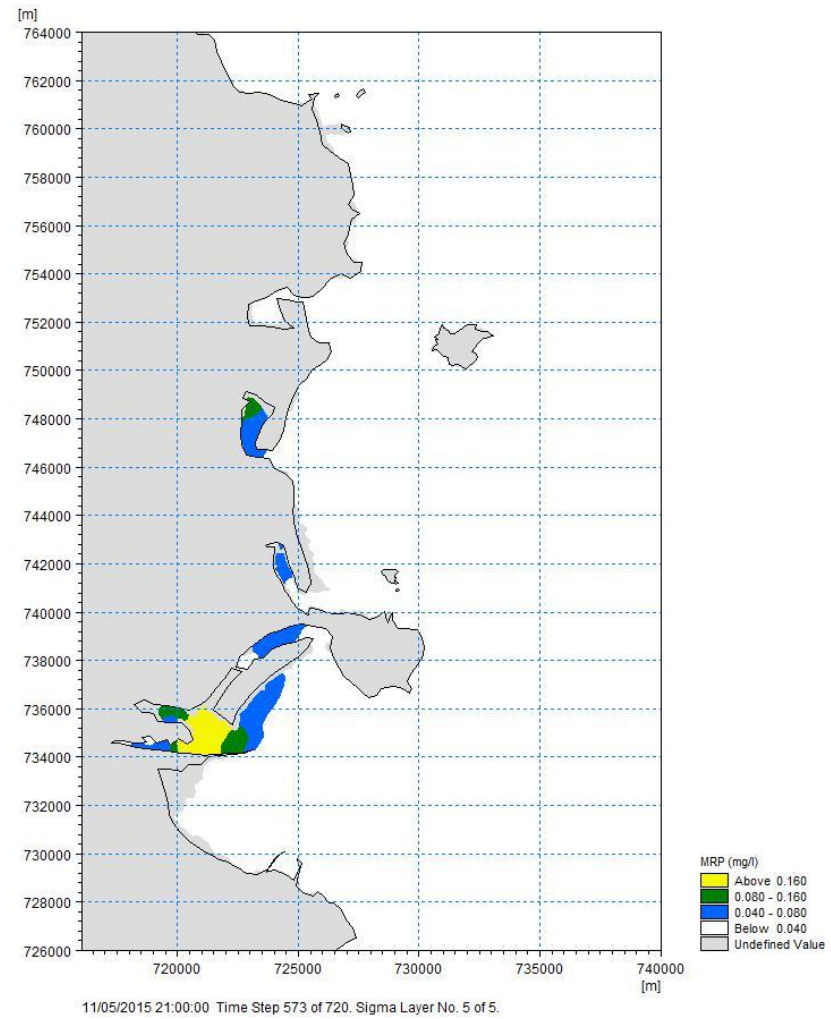 [m]
764000
762000
760000
758000
756000
754000
752000
750000
748000
746000
744000
742000
740000
738000
736000
734000
732000
730000
728000
726000
720000 725000 730000 735000 740000
[m]
MRP (mg/l)
Above 0.160
0.080 - 0.160
0.040 - 0.080
Below 0.040
Undefined Value
11/05/2015 21:00:00 Time Step 573 of 720. Sigma Layer No. 5 of 5.